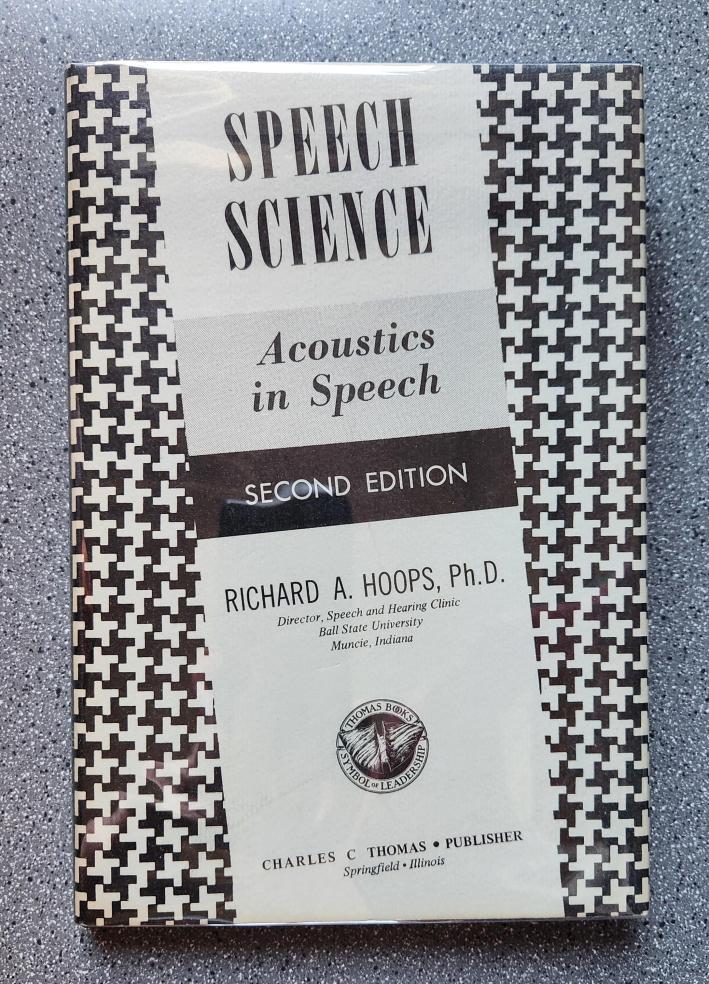 SPEECH
SCIENCE
Acoustics
in Speech
SECOND EDITION
RICHARD A. HOOPS, Ph.D.
Director, Speech and Hearing Clinic
Ball State University
Muncie, Indiana
THOMAS BOOKS
SYMBOL OF LEADERSHIP
CHARLES C THOMAS • PUBLISHER
Springfield • Illinois